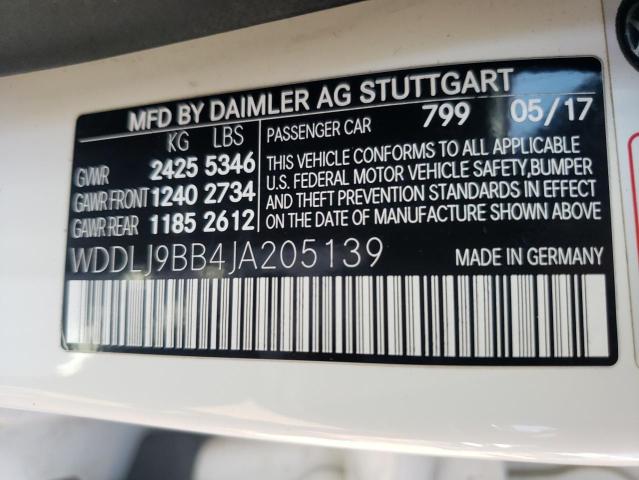 MFD BY DAIMLER AG STUTTGART
KG LBS
GVWR 2425 5346
GAWR FRONT 1240 2734
GAWR REAR 1185 2612
PASSENGER CAR 799 05/17
THIS VEHICLE CONFORMS TO ALL APPLICABLE
U.S. FEDERAL MOTOR VEHICLE SAFETY,BUMPER
AND THEFT PREVENTION STANDARDS IN EFFECT
ON THE DATE OF MANUFACTURE SHOWN ABOVE
WDDLJ9BB4JA205139 MADE IN GERMANY